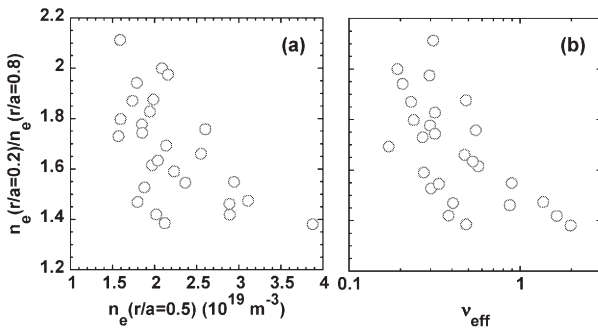 2.2
2
1.8
1.6
1.4
1.2
n_e(r/a=0.2)/n_e(r/a=0.8)
(a)
1 1.5 2 2.5 3 3.5 4
n_e(r/a=0.5) (10^19 m^-3)
(b)
0.1 1
ν_eff